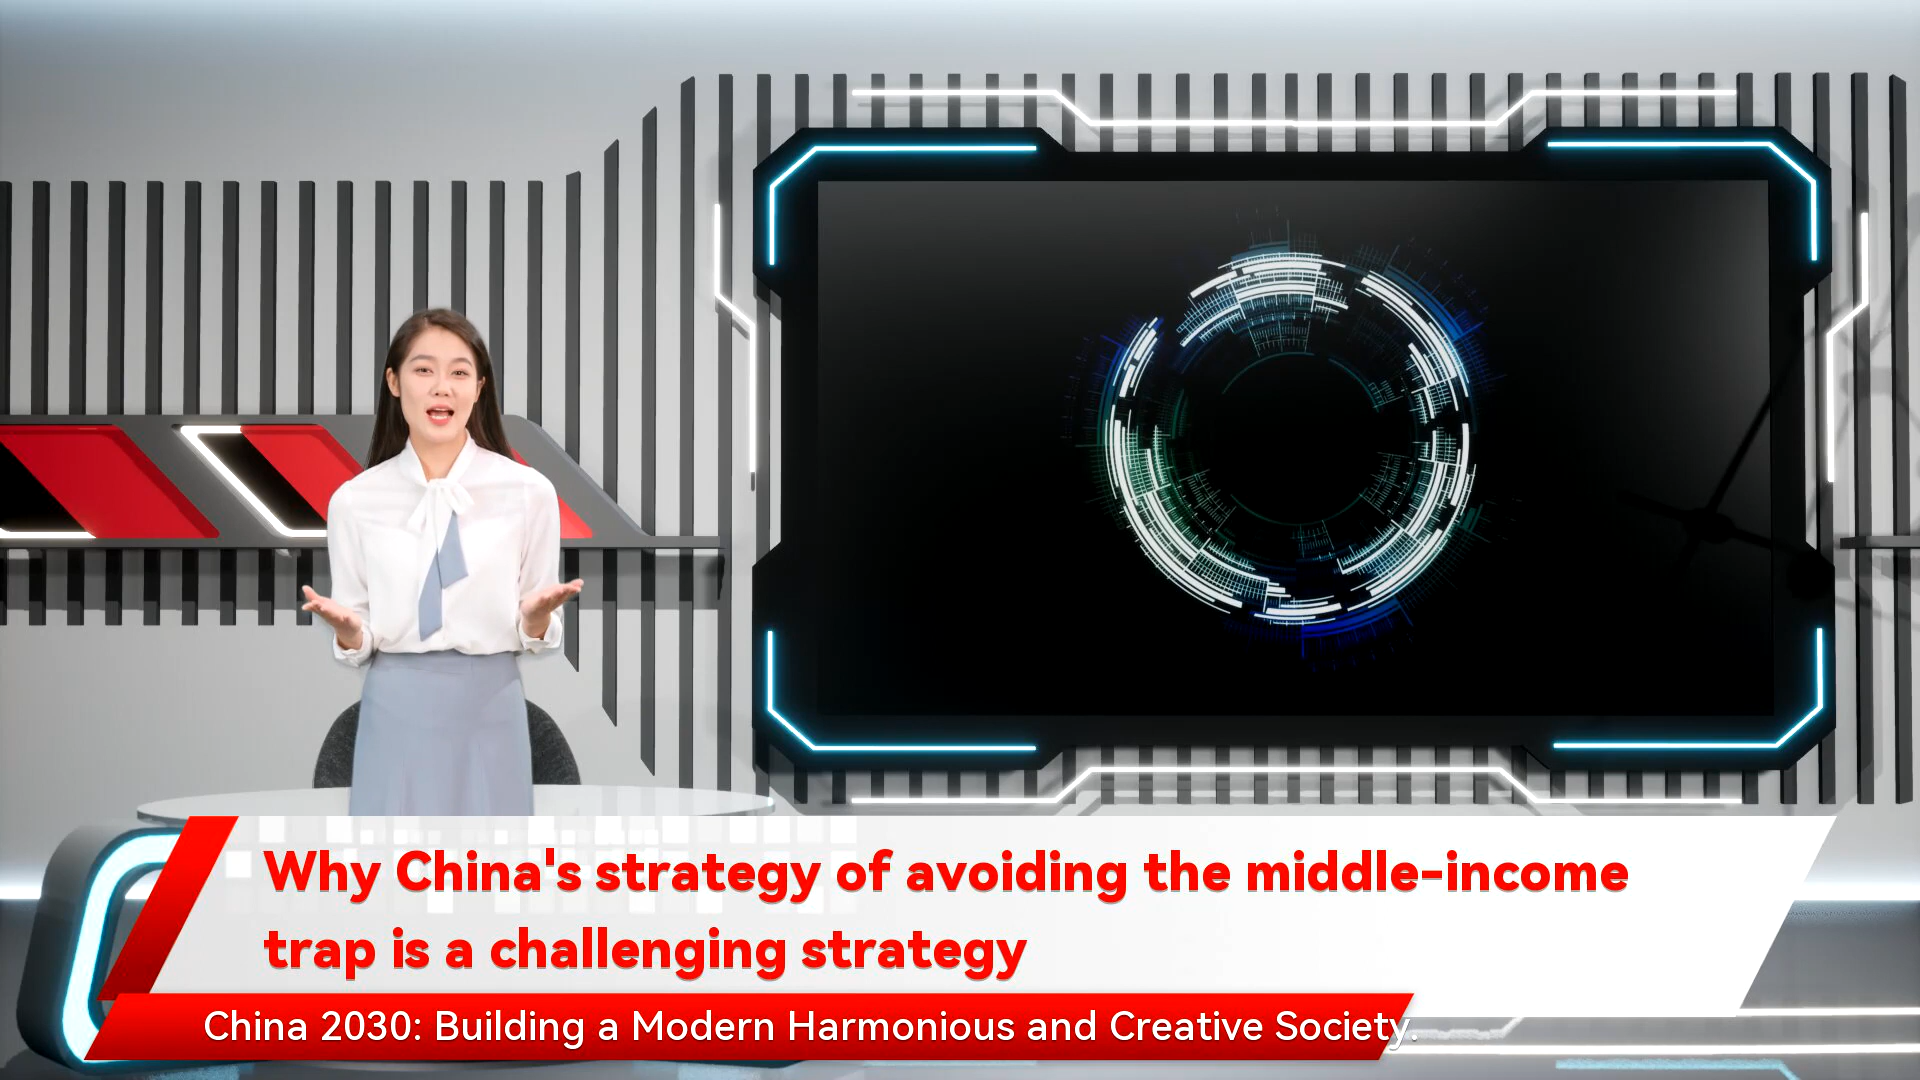 Why China's strategy of avoiding the middle-income
trap is a challenging strategy
China 2030: Building a Modern Harmonious and Creative Society.